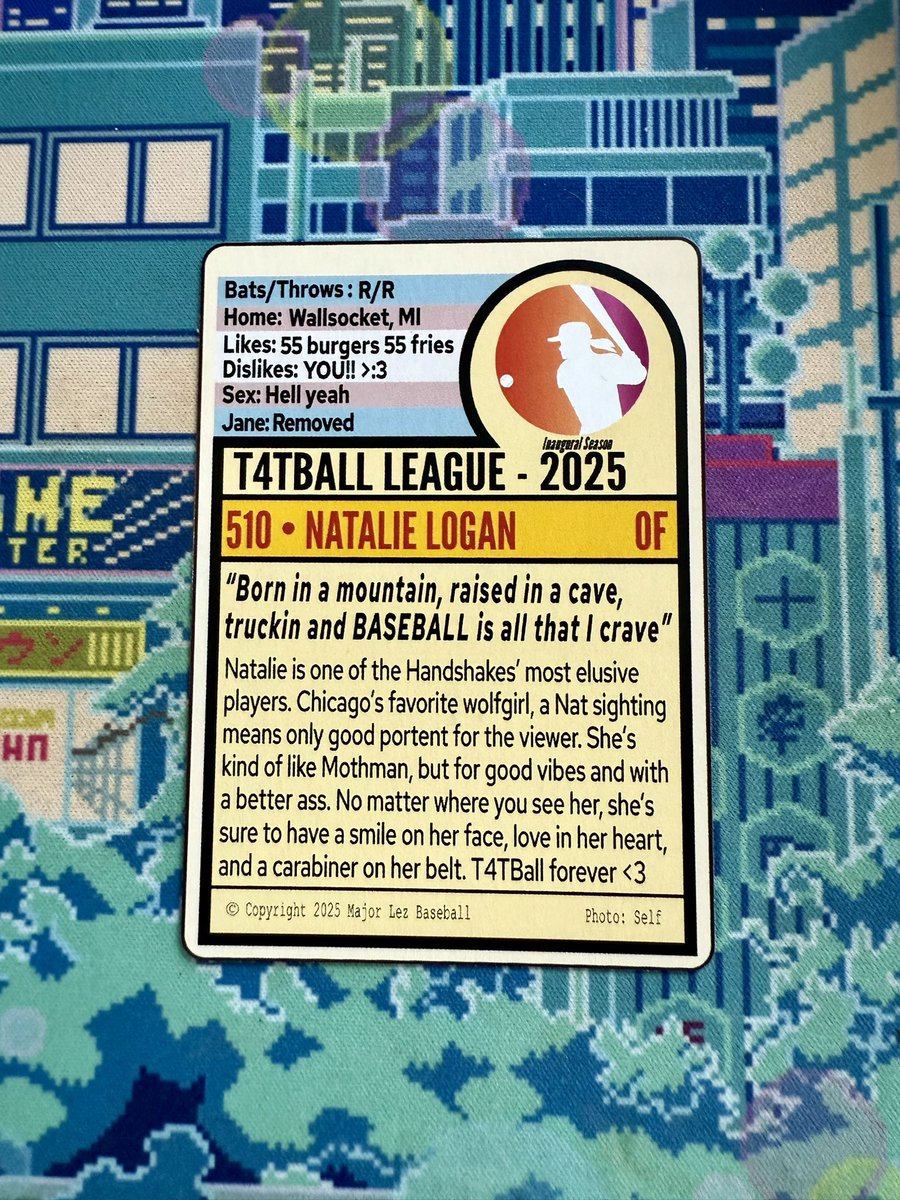 Bats/Throws : R/R
Home: Wallsocket, MI
Likes: 55 burgers 55 fries
Dislikes: YOU!! >:3
Sex: Hell yeah
Jane: Removed
Inaugural Season
T4TBALL LEAGUE - 2025
510 • NATALIE LOGAN OF
“Born in a mountain, raised in a cave,
truckin and BASEBALL is all that I crave”
Natalie is one of the Handshakes’ most elusive
players. Chicago’s favorite wolfgirl, a Nat sighting
means only good portent for the viewer. She’s
kind of like Mothman, but for good vibes and with
a better ass. No matter where you see her, she’s
sure to have a smile on her face, love in her heart,
and a carabiner on her belt. T4TBall forever <3
© Copyright 2025 Major Lez Baseball
Photo: Self
ME
TER
ウン